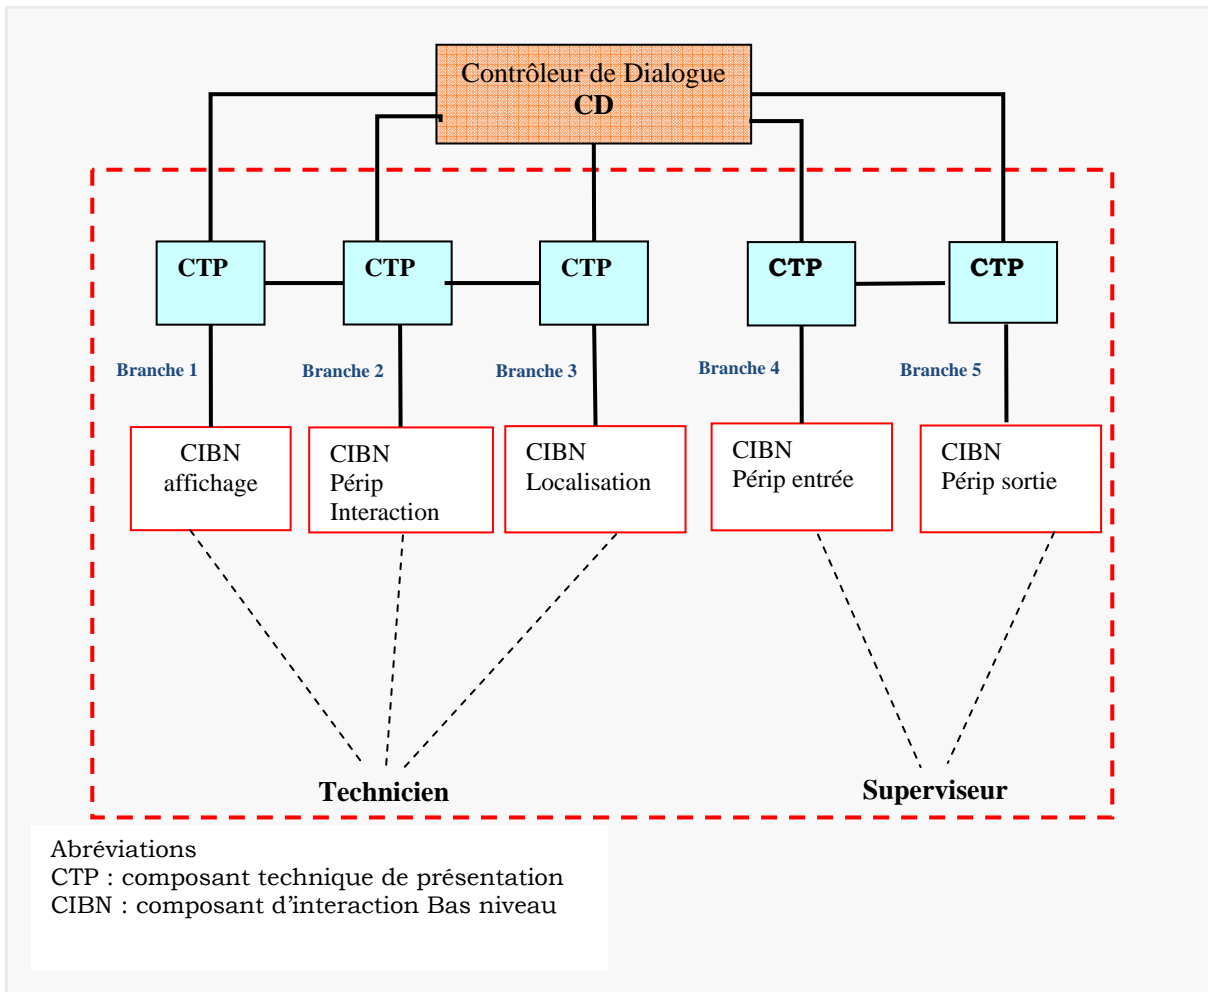 Contrôleur de Dialogue
CD
CTP
CTP
CTP
CTP
CTP
Branche 1
Branche 2
Branche 3
Branche 4
Branche 5
CIBN
affichage
CIBN
Périp
Interaction
CIBN
Localisation
CIBN
Périp entrée
CIBN
Périp sortie
Technicien
Superviseur
Abréviations
CTP : composant technique de présentation
CIBN : composant d’interaction Bas niveau